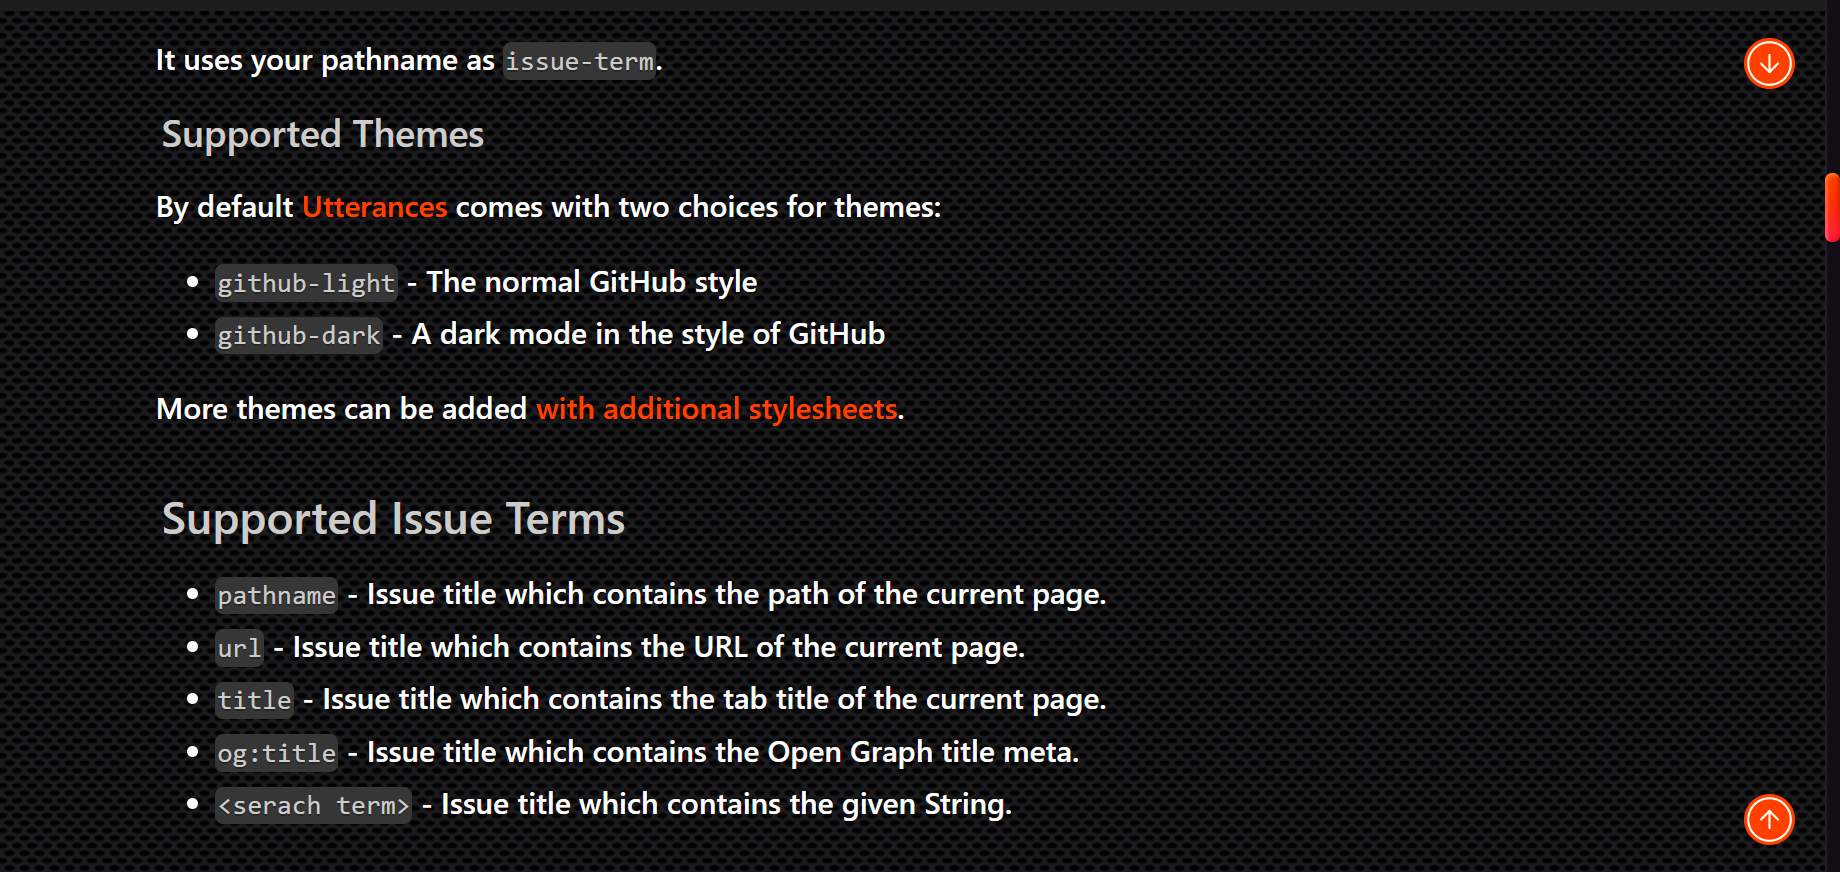 It uses your pathname as issue-term.
Supported Themes
By default Utterances comes with two choices for themes:
github-light - The normal GitHub style
github-dark - A dark mode in the style of GitHub
More themes can be added with additional stylesheets.
Supported Issue Terms
pathname - Issue title which contains the path of the current page.
url - Issue title which contains the URL of the current page.
title - Issue title which contains the tab title of the current page.
og:title - Issue title which contains the Open Graph title meta.
<serach term> - Issue title which contains the given String.